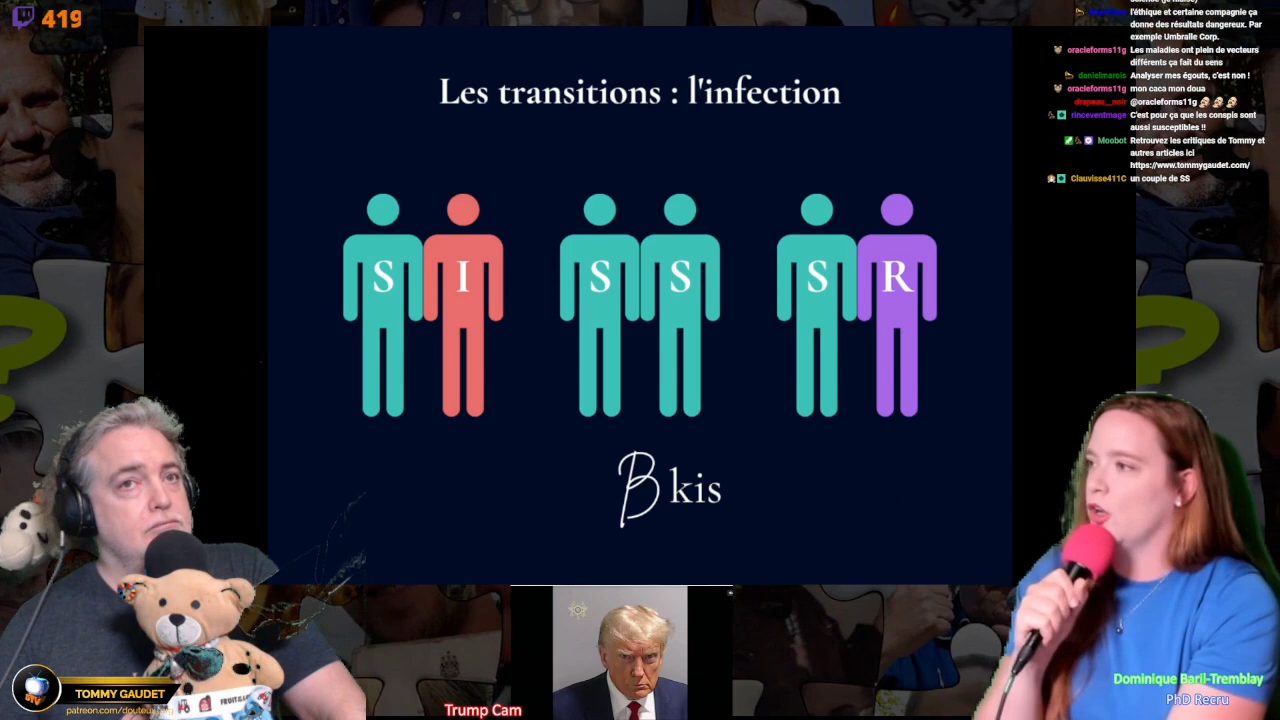 419
Les transitions : l'infection
S I S S S R
Β kis
l'éthique et certaine compagnie ça
donne des résultats dangereux. Par
exemple Umbralle Corp.
oracleforms11g Les maladies ont plein de vecteurs
différents ça fait du sens
danielmarois Analyser mes égouts, c'est non !
oracleforms11g mon caca mon doua
drapeau__noir @oracleforms11g
rinceventmage C'est pour ça que les conspis sont
aussi susceptibles !!
Moobot Retrouvez les critiques de Tommy et
autres articles ici
https://www.tommygaudet.com/
Clauvisse411C un couple de SS
TOMMY GAUDET
Trump Cam
Dominique Baril-Tremblay
PhD Recru